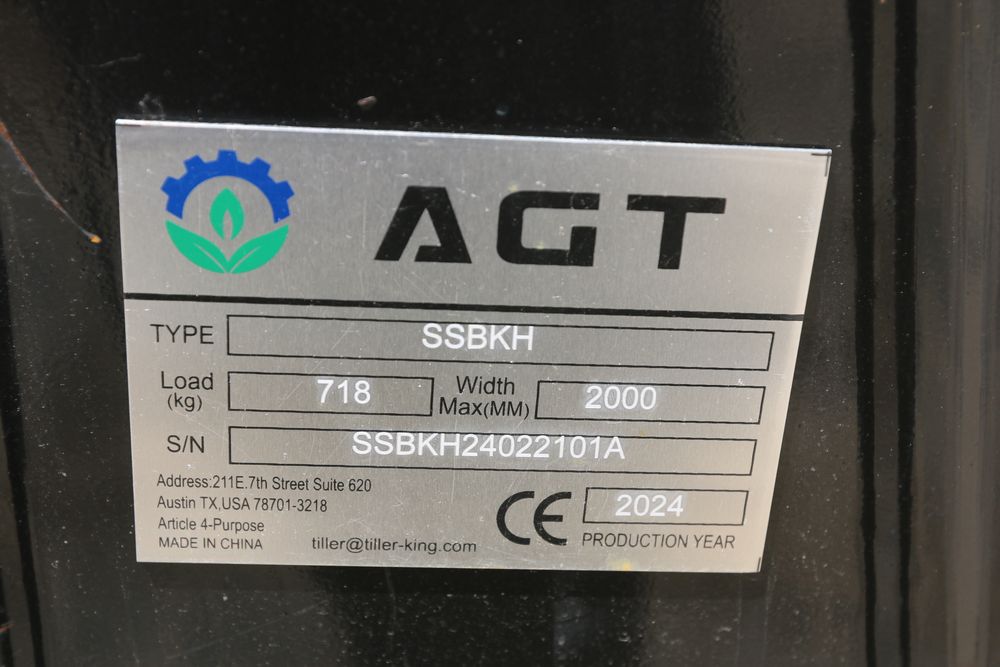 AGT
TYPE SSBKH
Load (kg) 718 Width Max(MM) 2000
S/N SSBKH24022101A
Address:211E.7th Street Suite 620
Austin TX,USA 78701-3218
Article 4-Purpose
MADE IN CHINA
tiller@tiller-king.com
CE 2024
PRODUCTION YEAR